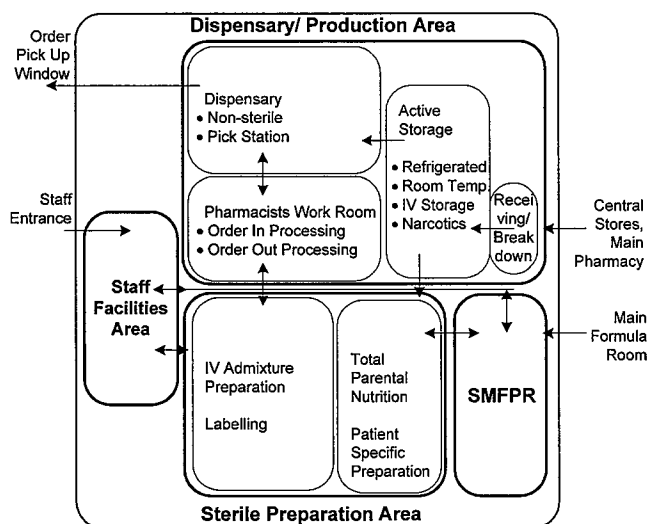 Dispensary/ Production Area
Order
Pick Up
Window
Dispensary
• Non-sterile
• Pick Station
Active
Storage
• Refrigerated
• Room Temp.
• IV Storage
• Narcotics
Receiving/
Break
down
Central
Stores,
Main
Pharmacy
Staff
Entrance
Pharmacists Work Room
• Order In Processing
• Order Out Processing
Staff
Facilities
Area
IV Admixture
Preparation
Labelling
Total
Parental
Nutrition
Patient
Specific
Preparation
SMFPR
Main
Formula
Room
Sterile Preparation Area